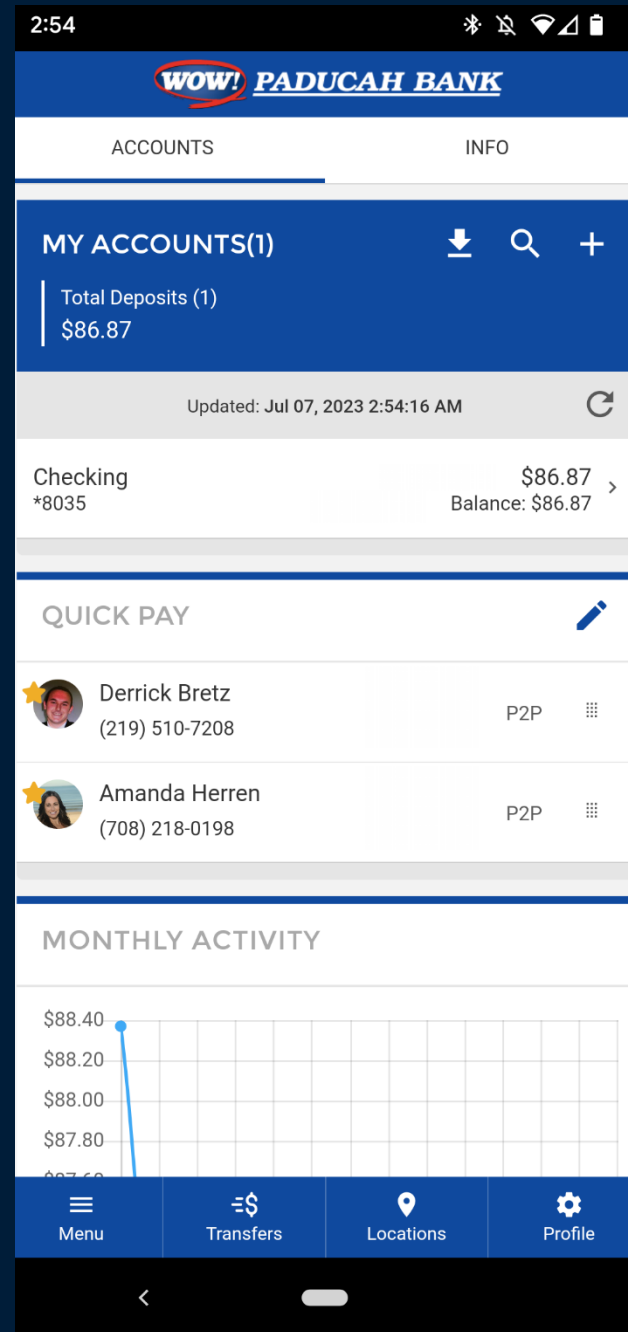 2:54
WOW! PADUCAH BANK
ACCOUNTS INFO
MY ACCOUNTS(1)
Total Deposits (1)
$86.87
Updated: Jul 07, 2023 2:54:16 AM
Checking $86.87
*8035 Balance: $86.87
QUICK PAY
Derrick Bretz
(219) 510-7208 P2P
Amanda Herren
(708) 218-0198 P2P
MONTHLY ACTIVITY
$88.40
$88.20
$88.00
$87.80
Menu Transfers Locations Profile